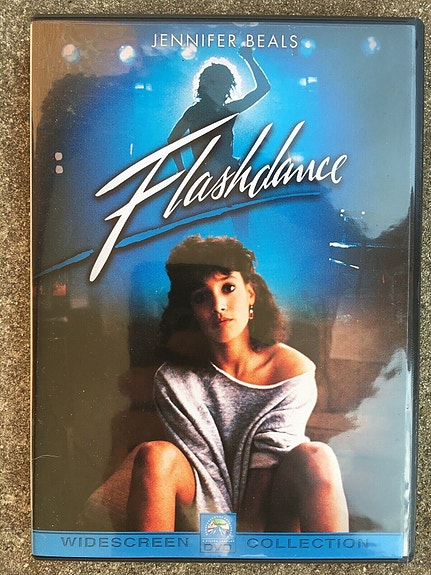 JENNIFER BEALS
Flashdance
WIDESCREEN DVD COLLECTION